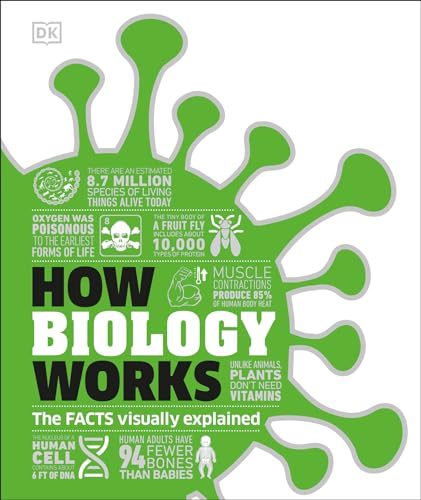 DK
THERE ARE AN ESTIMATED
8.7 MILLION
SPECIES OF LIVING
THINGS ALIVE TODAY
OXYGEN WAS
POISONOUS
TO THE EARLIEST
FORMS OF LIFE
8
THE TINY BODY OF
A FRUIT FLY
INCLUDES ABOUT
10,000
TYPES OF PROTEIN
MUSCLE
CONTRACTIONS
PRODUCE 85%
OF HUMAN BODY HEAT
HOW
BIOLOGY
WORKS
UNLIKE ANIMALS,
PLANTS
DON'T NEED
VITAMINS
The FACTS visually explained
THE NUCLEUS OF A
HUMAN
CELL
CONTAINS ABOUT
6 FT OF DNA
HUMAN ADULTS HAVE
94 FEWER
BONES
THAN BABIES